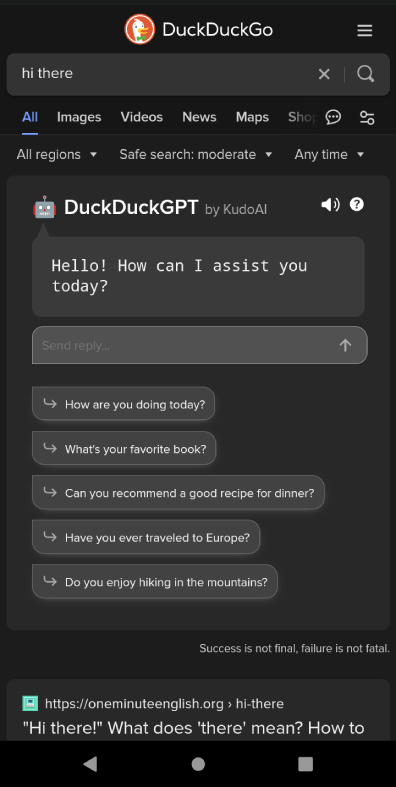 DuckDuckGo
hi there
All Images Videos News Maps Shop
All regions Safe search: moderate Any time
DuckDuckGPT by KudoAI
Hello! How can I assist you
today?
Send reply...
How are you doing today?
What's your favorite book?
Can you recommend a good recipe for dinner?
Have you ever traveled to Europe?
Do you enjoy hiking in the mountains?
Success is not final, failure is not fatal.
https://oneminuteenglish.org › hi-there
"Hi there!" What does 'there' mean? How to